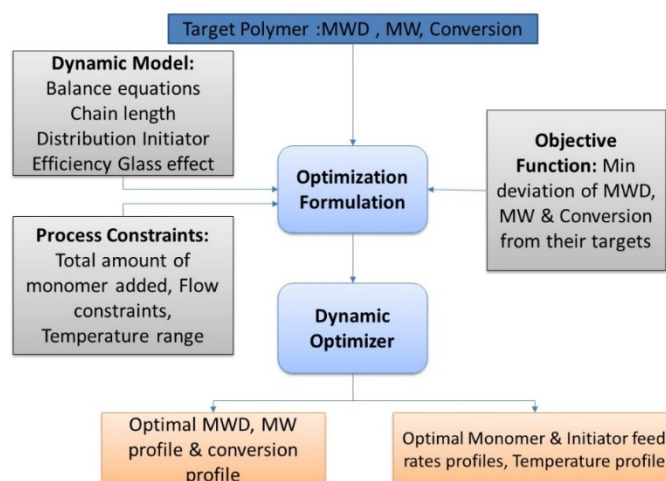 Target Polymer :MWD , MW, Conversion
Dynamic Model:
Balance equations
Chain length
Distribution Initiator
Efficiency Glass effect
Objective
Function: Min
deviation of MWD,
MW & Conversion
from their targets
Optimization
Formulation
Process Constraints:
Total amount of
monomer added, Flow
constraints,
Temperature range
Dynamic
Optimizer
Optimal MWD, MW
profile & conversion
profile
Optimal Monomer & Initiator feed
rates profiles, Temperature profile